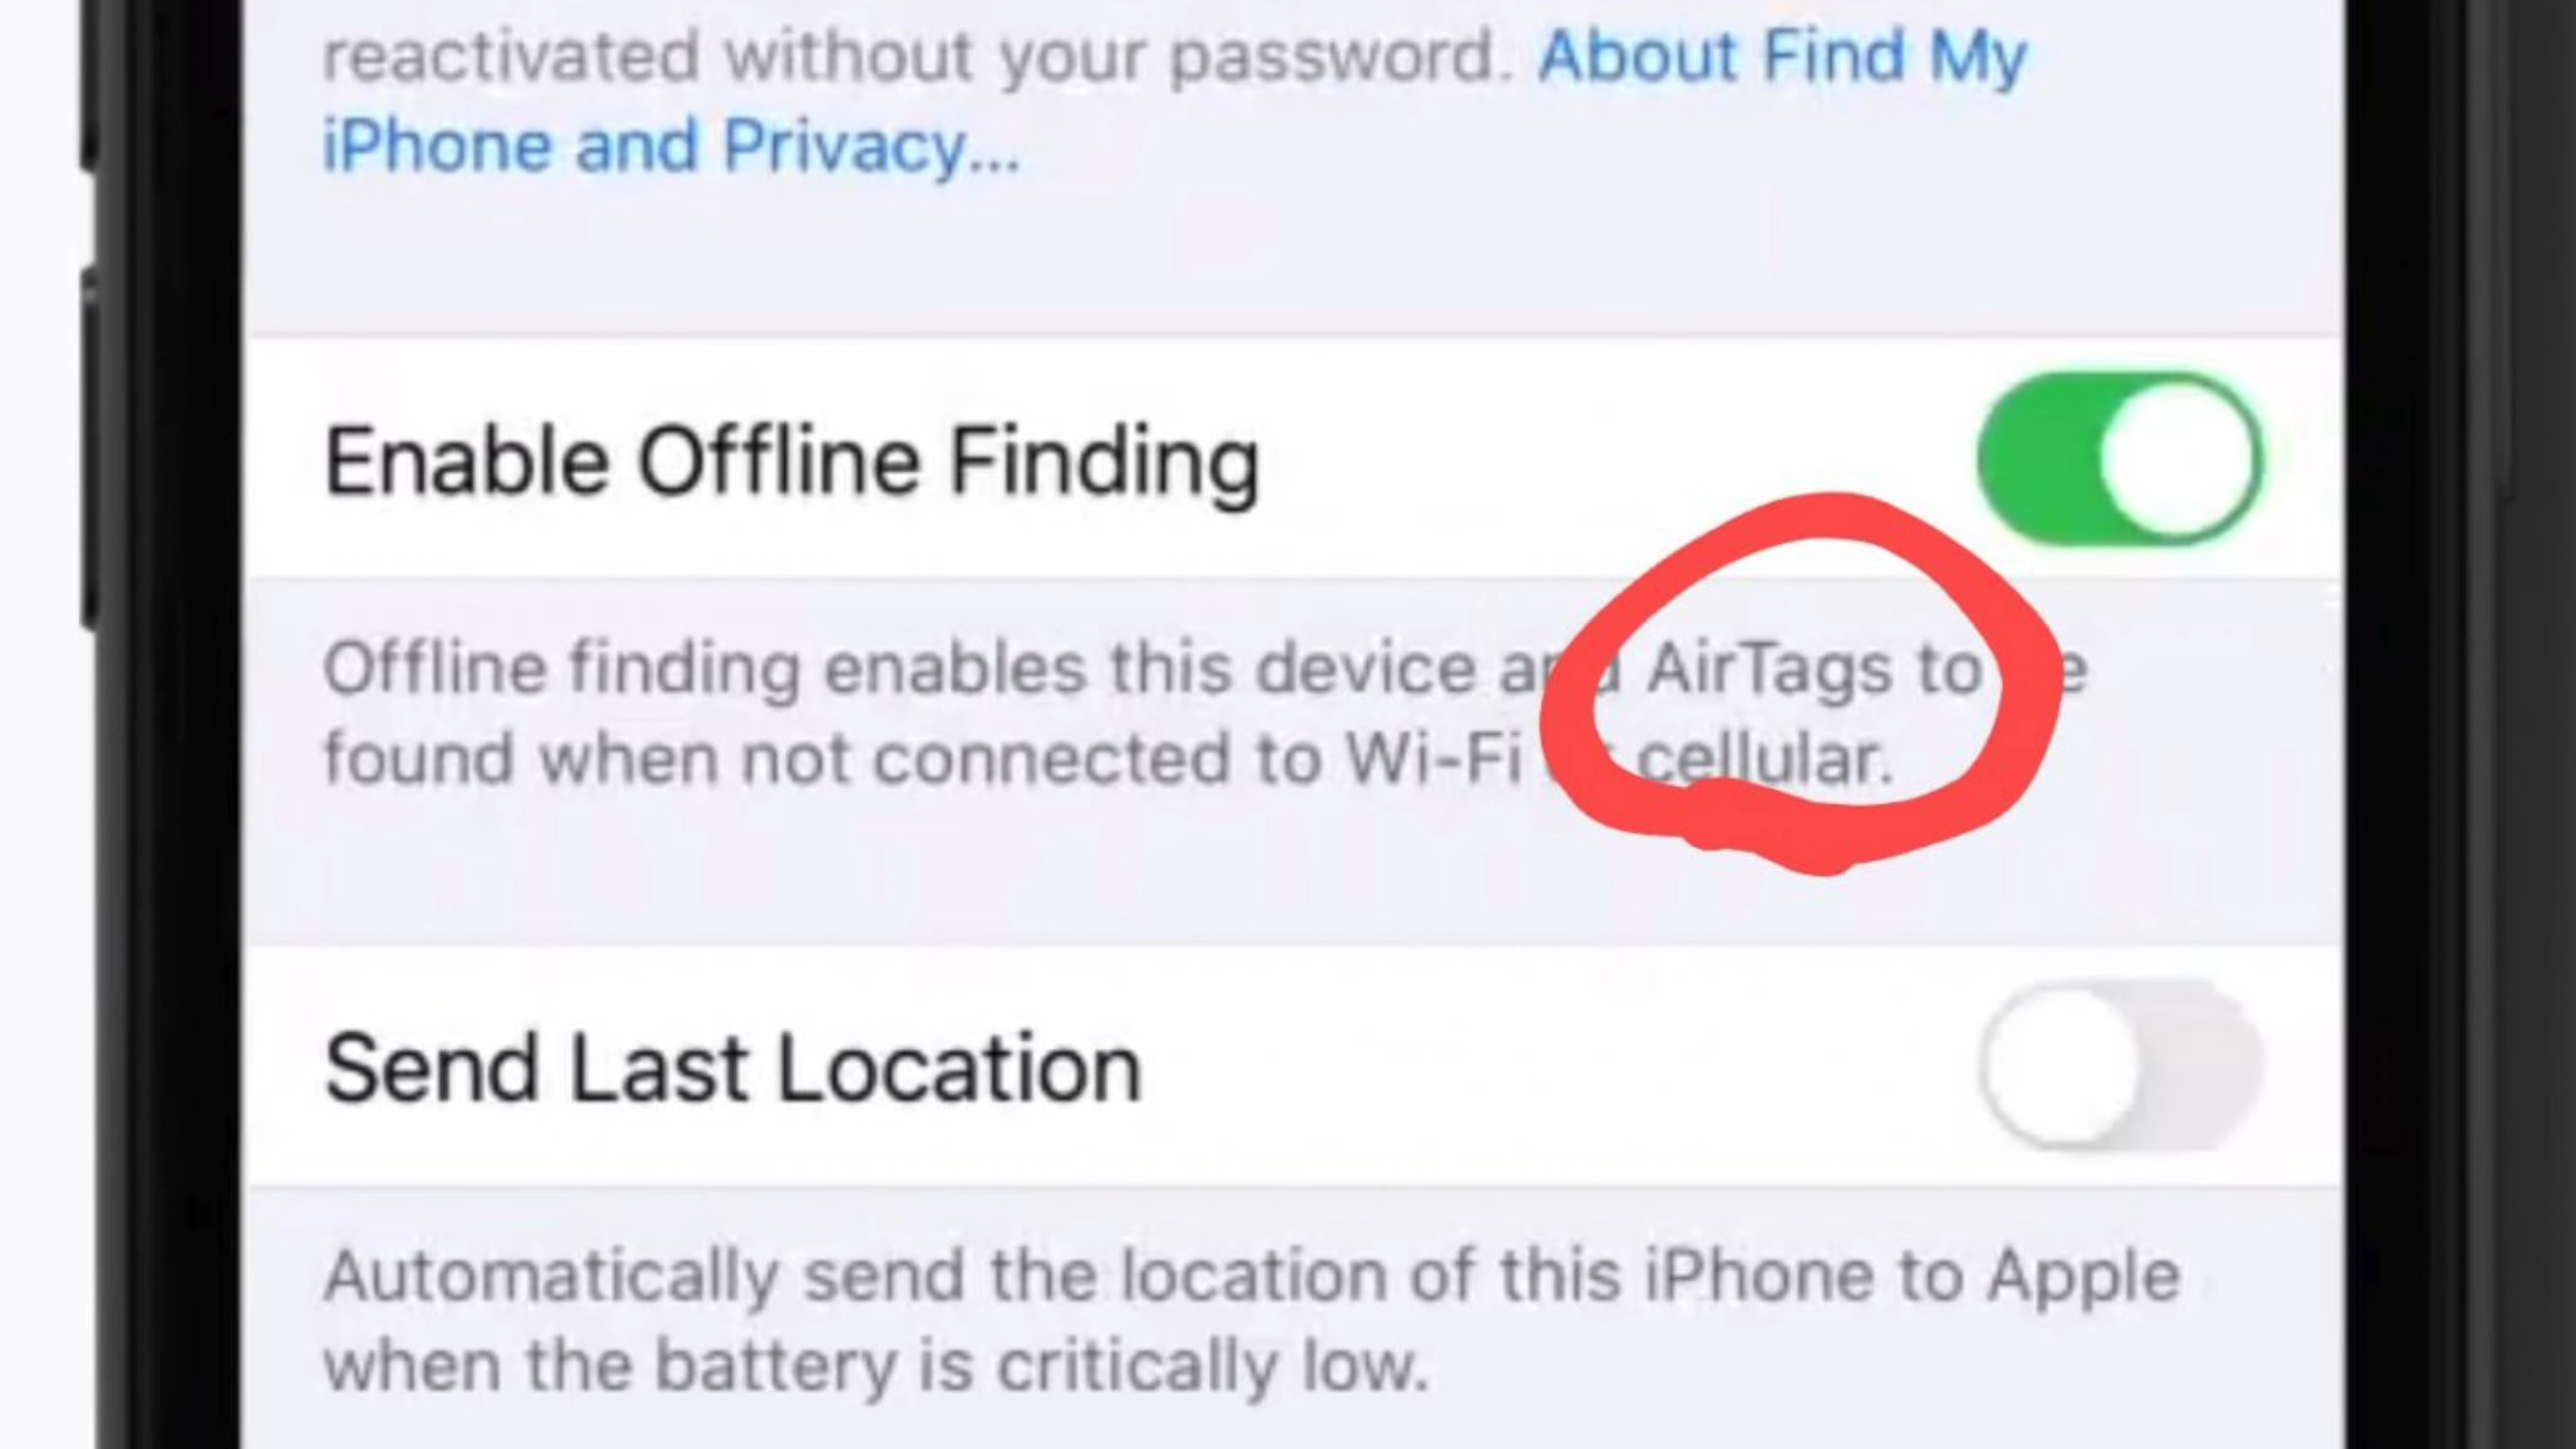 reactivated without your password. About Find My
iPhone and Privacy...
Enable Offline Finding
Offline finding enables this device and AirTags to
found when not connected to Wi-Fi cellular.
Send Last Location
Automatically send the location of this iPhone to Apple
when the battery is critically low.